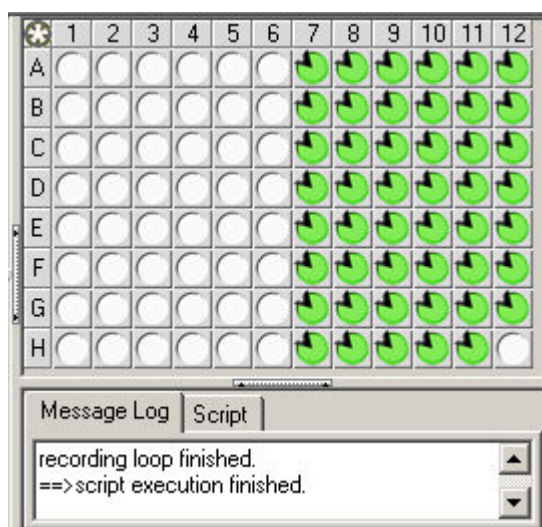 1 2 3 4 5 6 7 8 9 10 11 12
A
B
C
D
E
F
G
H
Message Log Script
recording loop finished.
==>script execution finished.